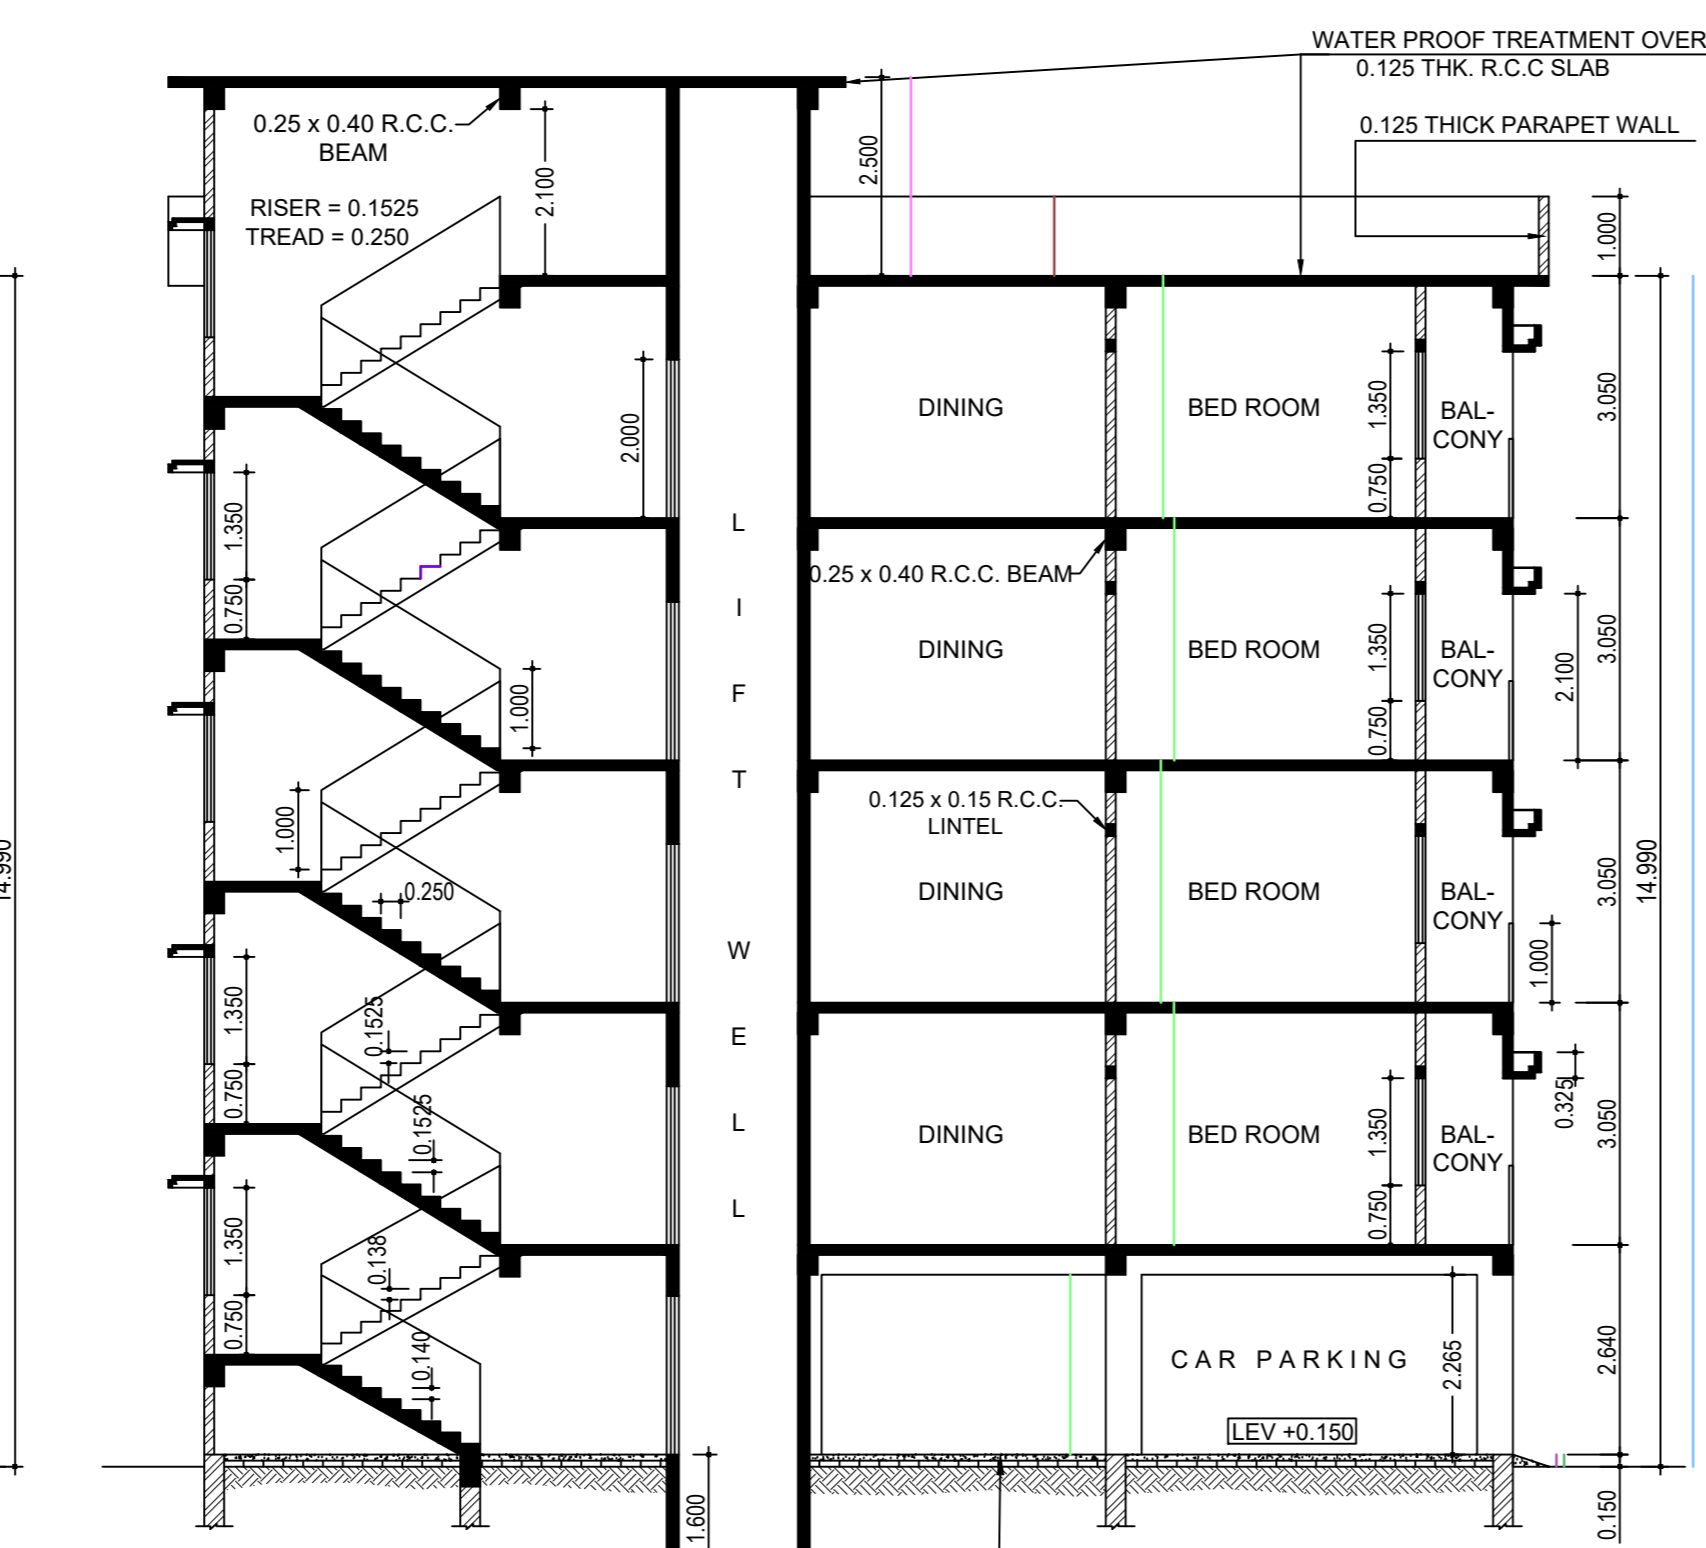 WATER PROOF TREATMENT OVER
0.125 THK. R.C.C SLAB
0.125 THICK PARAPET WALL
0.25 x 0.40 R.C.C.
BEAM
2.100
2.500
RISER = 0.1525
TREAD = 0.250
1.000
2.000
DINING
BED ROOM
1.350
0.750
BAL-
CONY
3.050
1.350
0.750
L
I
F
T
W
E
L
L
0.25 x 0.40 R.C.C. BEAM
DINING
BED ROOM
1.350
0.750
BAL-
CONY
2.100
3.050
1.000
1.000
0.125 x 0.15 R.C.C.
LINTEL
14.990
14.990
0.250
DINING
BED ROOM
BAL-
CONY
1.000
3.050
1.350
0.750
0.1525
0.1525
DINING
BED ROOM
1.350
0.750
BAL-
CONY
0.325
3.050
1.350
0.750
0.138
0.140
CAR PARKING
2.265
2.640
LEV +0.150
1.600
0.150